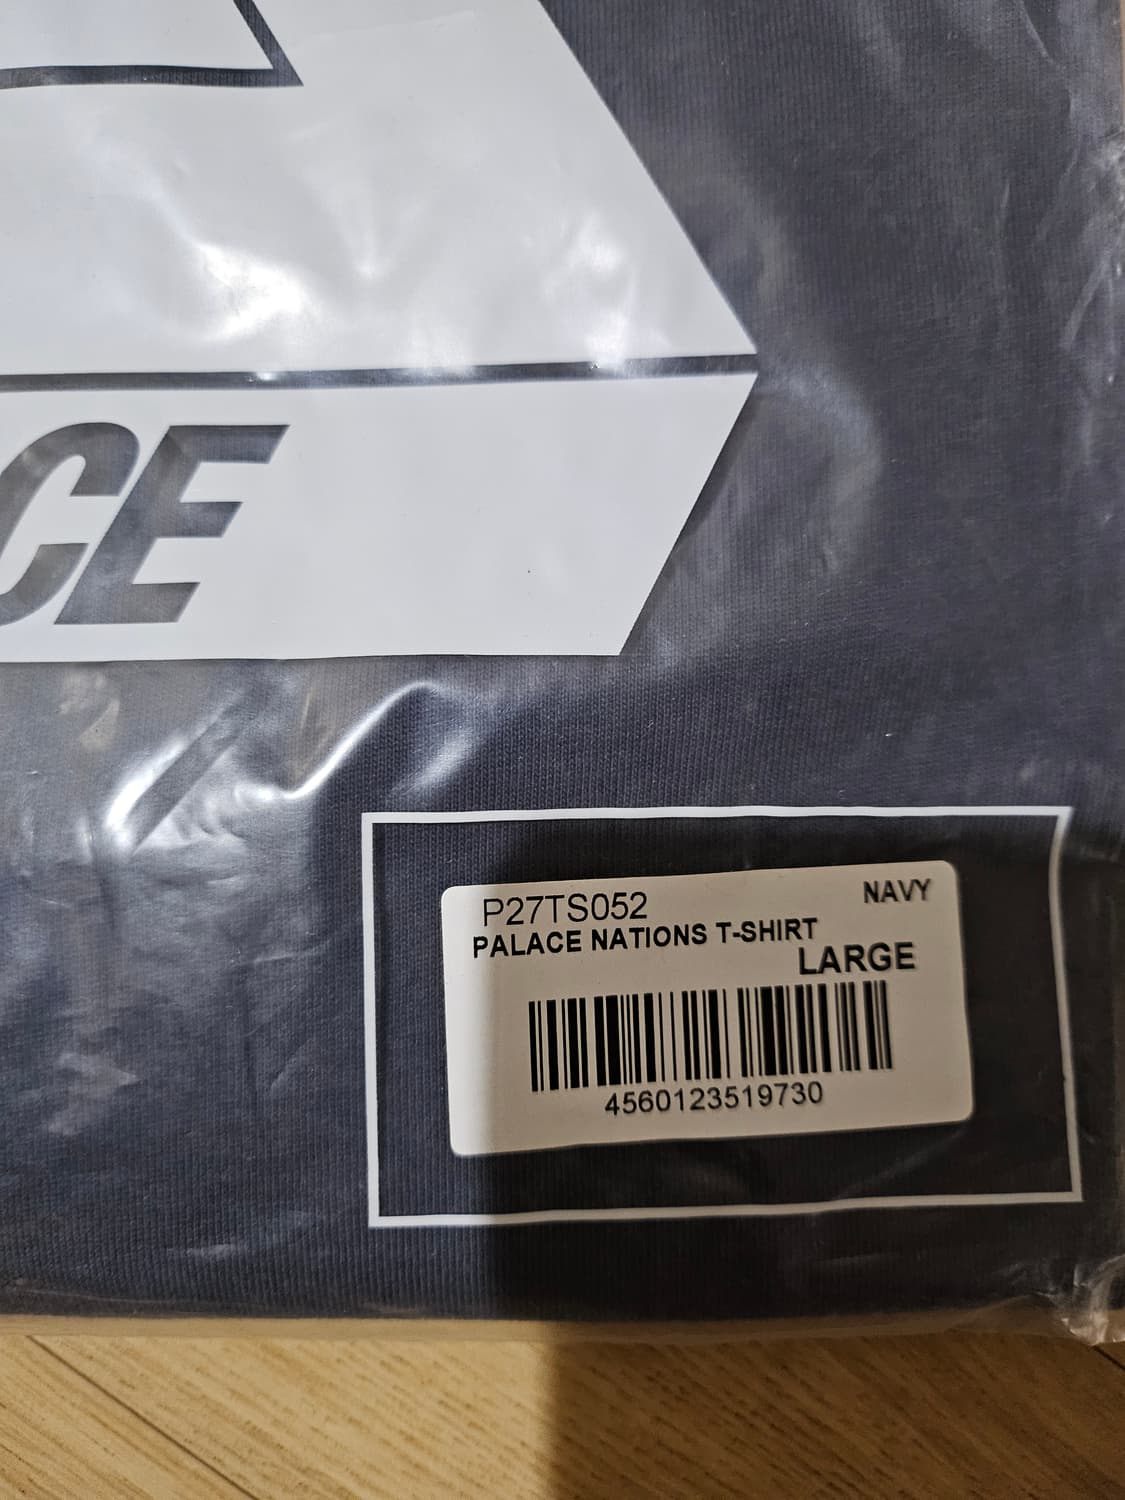 CE
P27TS052 NAVY
PALACE NATIONS T-SHIRT
LARGE
4560123519730